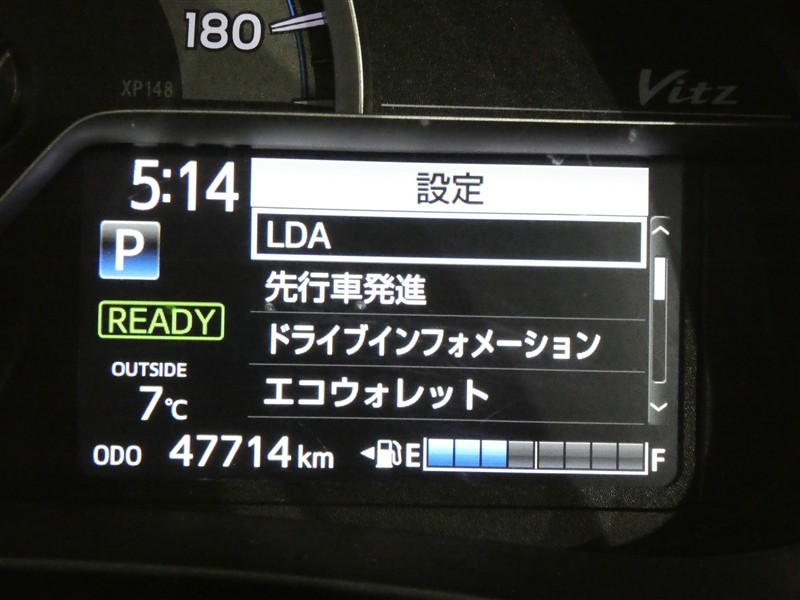 180
XP148
Vitz
5:14
設定
LDA
P
先行車発進
READY
ドライブインフォメーション
OUTSIDE
7℃
エコウォレット
ODO 47714 km
E
F